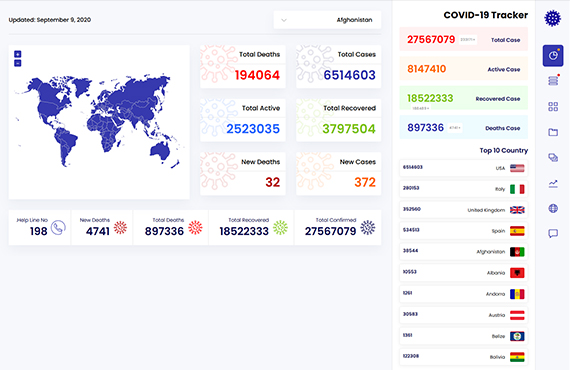 Updated: September 9, 2020
Afghanistan
Total Deaths
194064
Total Cases
6514603
Total Active
2523035
Total Recovered
3797504
New Deaths
32
New Cases
372
Help Line No
198
New Deaths
4741
Total Deaths
897336
Total Recovered
18522333
Total Confirmed
27567079
COVID-19 Tracker
27567079
Total Case
8147410
Active Case
18522333
Recovered Case
897336
4741+
Deaths Case
Top 10 Country
6514603
USA
280153
Italy
352560
United Kingdom
534513
Spain
38544
Afghanistan
10553
Albania
1261
Andorra
30583
Austria
1361
Belize
122308
Bolivia